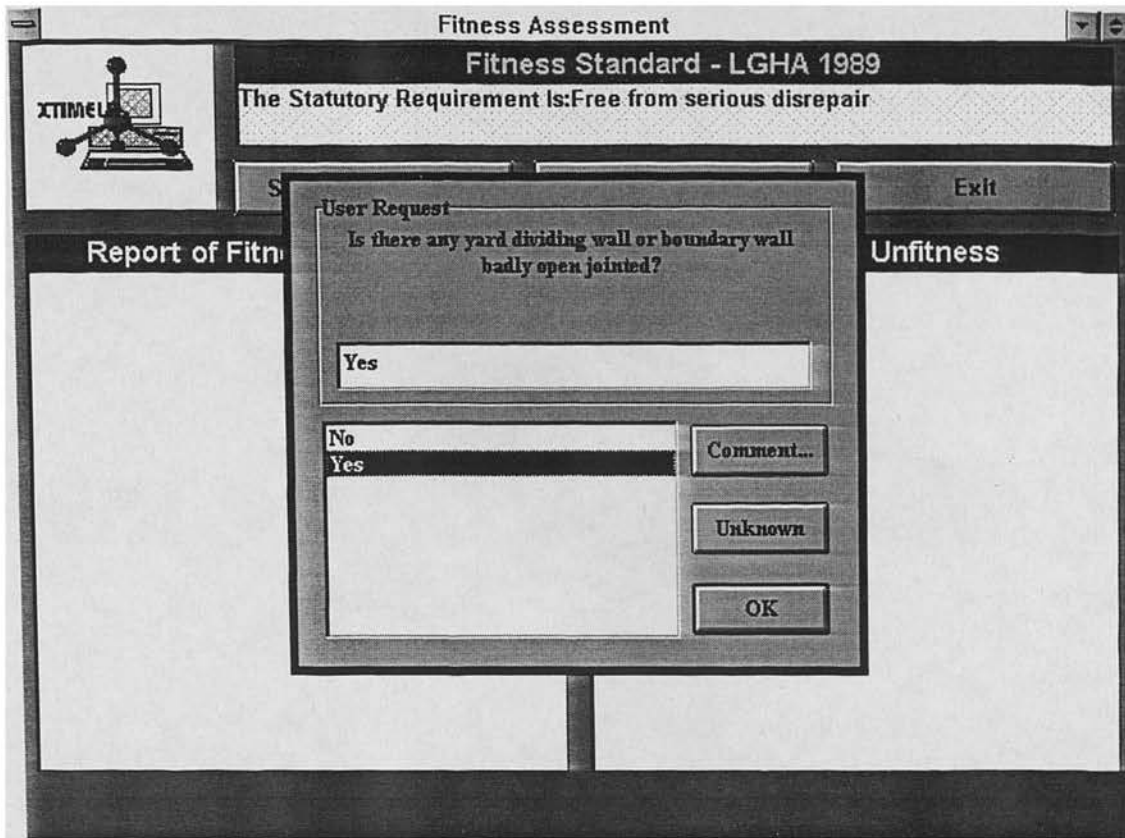 Fitness Assessment
Fitness Standard - LGHA 1989
The Statutory Requirement Is:Free from serious disrepair
Exit
User Request
Is there any yard dividing wall or boundary wall
badly open jointed?
Report of
Unfitness
Yes
No
Yes
Comment...
Unknown
OK